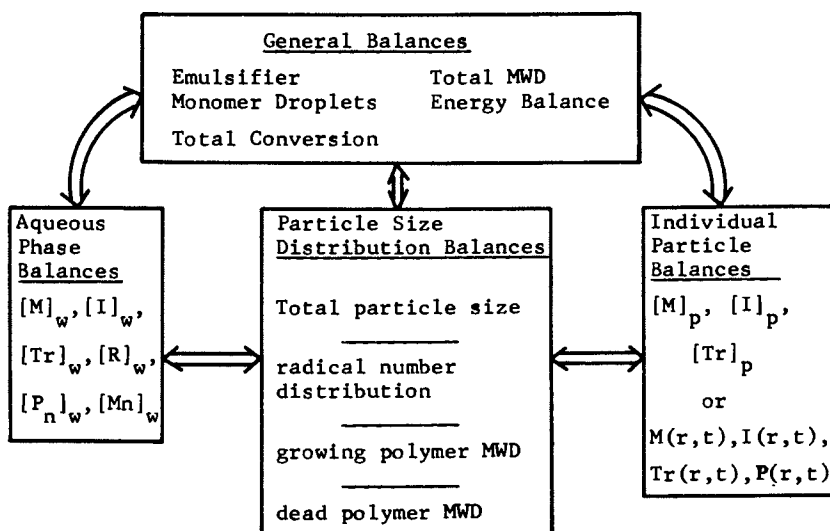 General Balances
Emulsifier Total MWD
Monomer Droplets Energy Balance
Total Conversion
Aqueous
Phase
Balances
[M]w,[I]w,
[Tr]w,[R]w,
[Pn]w,[Mn]w
Particle Size
Distribution Balances
Total particle size
radical number
distribution
growing polymer MWD
dead polymer MWD
Individual
Particle
Balances
[M]p, [I]p,
[Tr]p
or
M(r,t),I(r,t),
Tr(r,t),P(r,t)